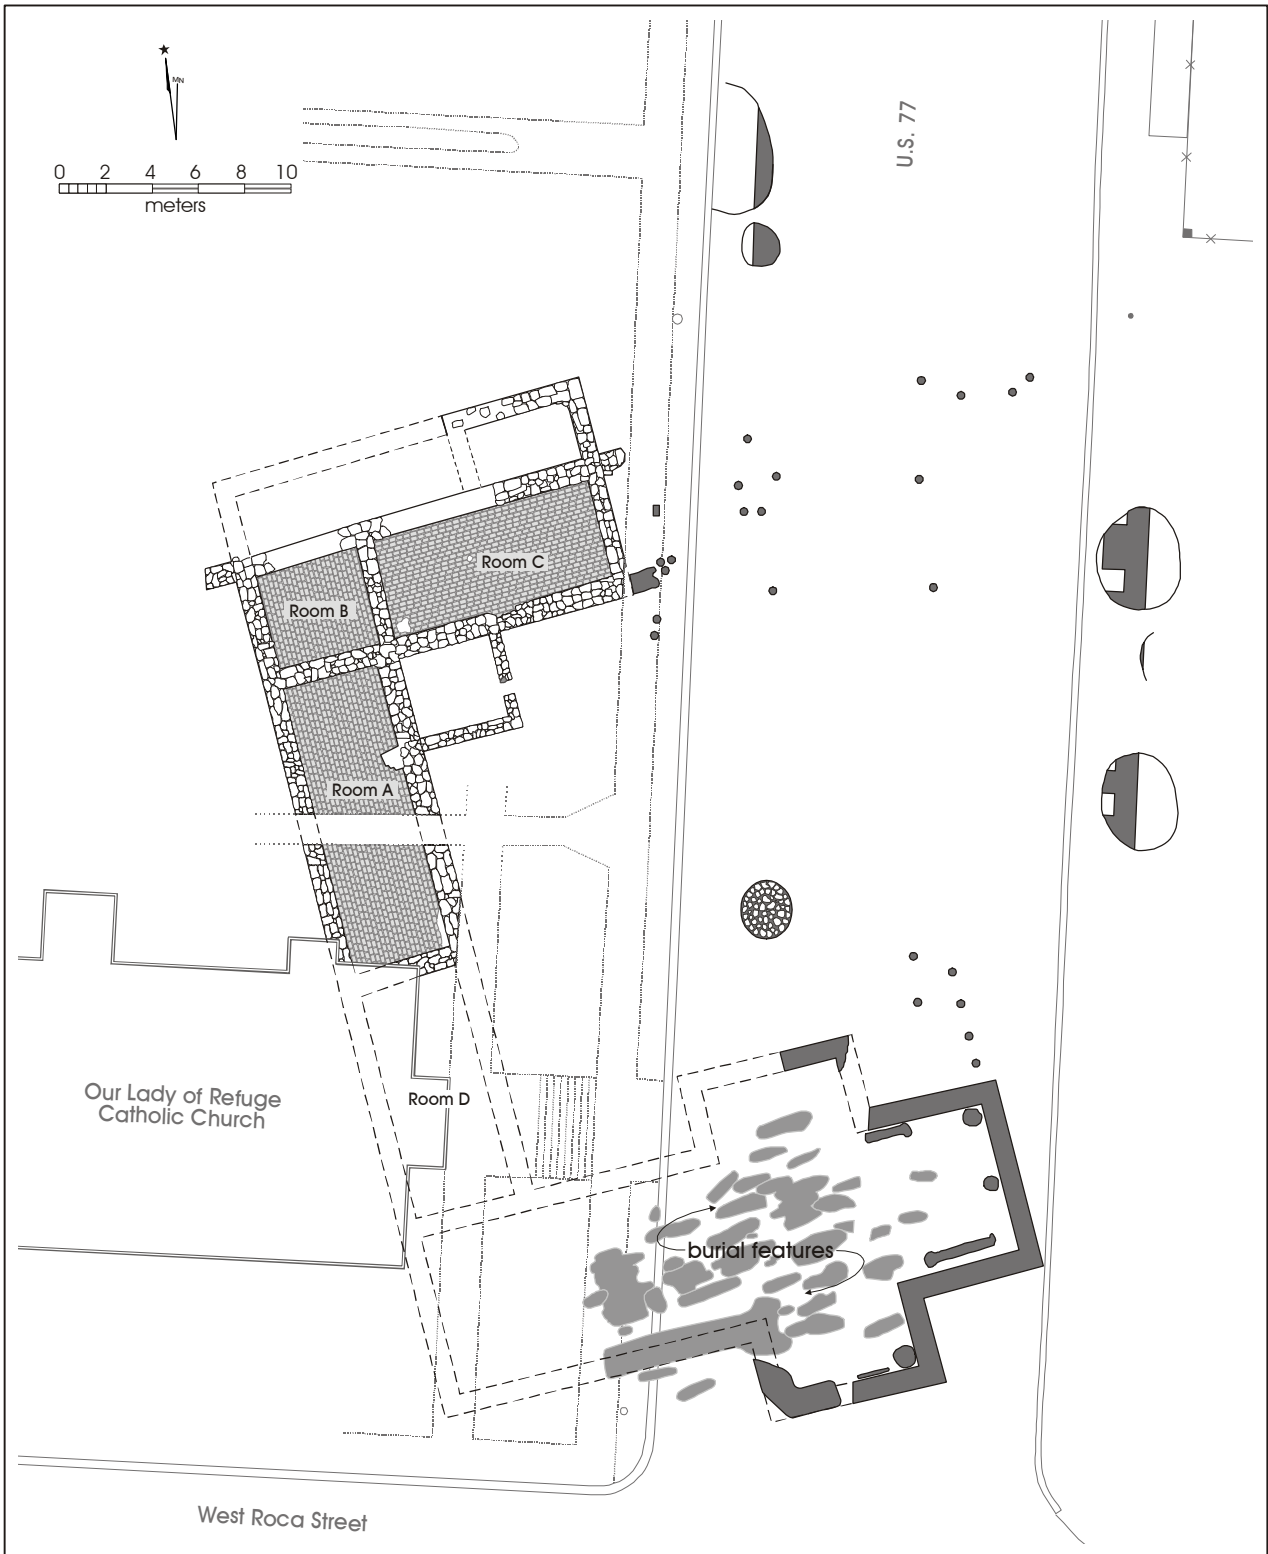 MN
0 2 4 6 8 10
meters
U.S. 77
Room C
Room B
Room A
Room D
Our Lady of Refuge
Catholic Church
burial features
West Roca Street